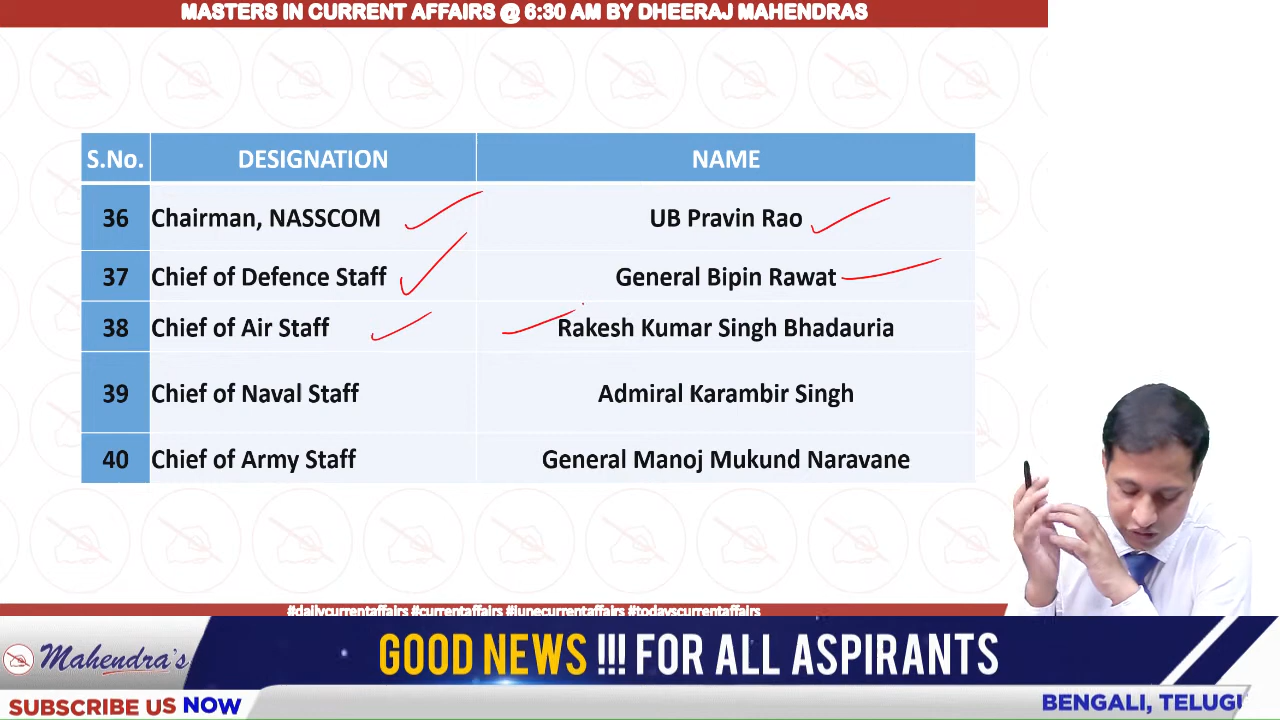 MASTERS IN CURRENT AFFAIRS @ 6:30 AM BY DHEERAJ MAHENDRAS
S.No. DESIGNATION NAME
36 Chairman, NASSCOM UB Pravin Rao
37 Chief of Defence Staff General Bipin Rawat
38 Chief of Air Staff Rakesh Kumar Singh Bhadauria
39 Chief of Naval Staff Admiral Karambir Singh
40 Chief of Army Staff General Manoj Mukund Naravane
#dailycurrentaffairs #currentaffairs #junecurrentaffairs #todayscurrentaffairs
Mahendra's
GOOD NEWS !!! FOR ALL ASPIRANTS
SUBSCRIBE US NOW
BENGALI, TELUGU